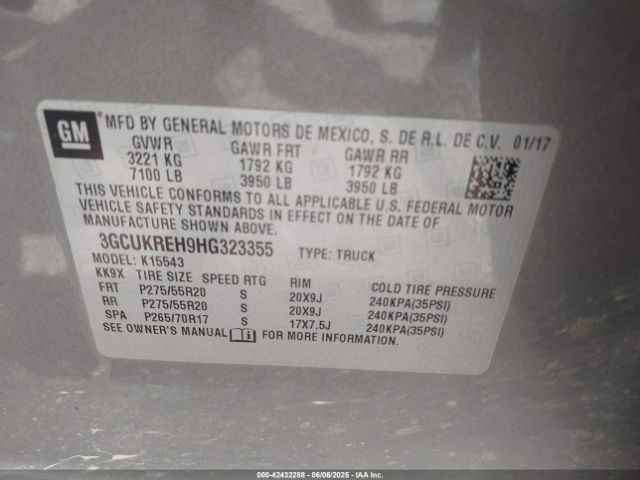 GM
MFD BY GENERAL MOTORS DE MEXICO, S. DE R.L. DE C.V. 01/17
GVWR GAWR FRT GAWR RR
3221 KG 1792 KG 1792 KG
7100 LB 3950 LB 3950 LB
THIS VEHICLE CONFORMS TO ALL APPLICABLE U.S. FEDERAL MOTOR
VEHICLE SAFETY STANDARDS IN EFFECT ON THE DATE OF
MANUFACTURE SHOWN ABOVE.
3GCUKREH9HG323355 TYPE: TRUCK
MODEL: K15543
KK9X TIRE SIZE SPEED RTG RIM COLD TIRE PRESSURE
FRT P275/55R20 S 20X9J 240KPA(35PSI)
RR P275/55R20 S 20X9J 240KPA(35PSI)
SPA P265/70R17 S 17X7.5J 240KPA(35PSI)
SEE OWNER'S MANUAL FOR MORE INFORMATION.
000-42432288 - 06/06/2025 - IAA Inc.